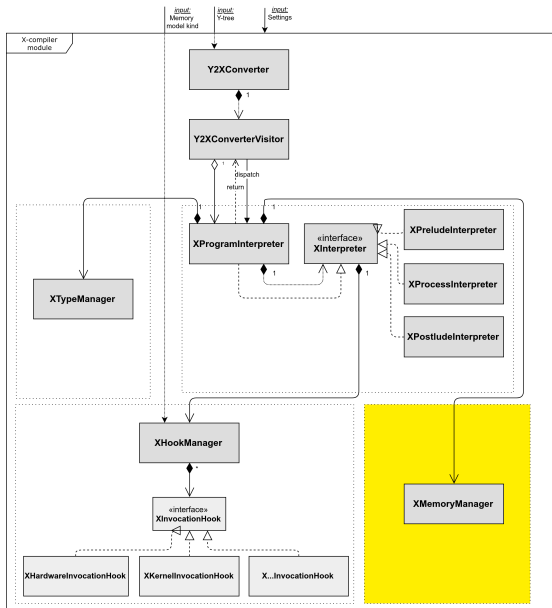 input:
Memory
model kind
input:
Y-tree
input:
Settings
X-compiler
module
Y2XConverter
1
Y2XConverterVisitor
1
dispatch
return
1
1
XProgramInterpreter
«interface»
XInterpreter
XPreludeInterpreter
1
1
XProcessInterpreter
XTypeManager
XPostludeInterpreter
XHookManager
*
XMemoryManager
«interface»
XInvocationHook
XHardwareInvocationHook
XKernelInvocationHook
X...InvocationHook